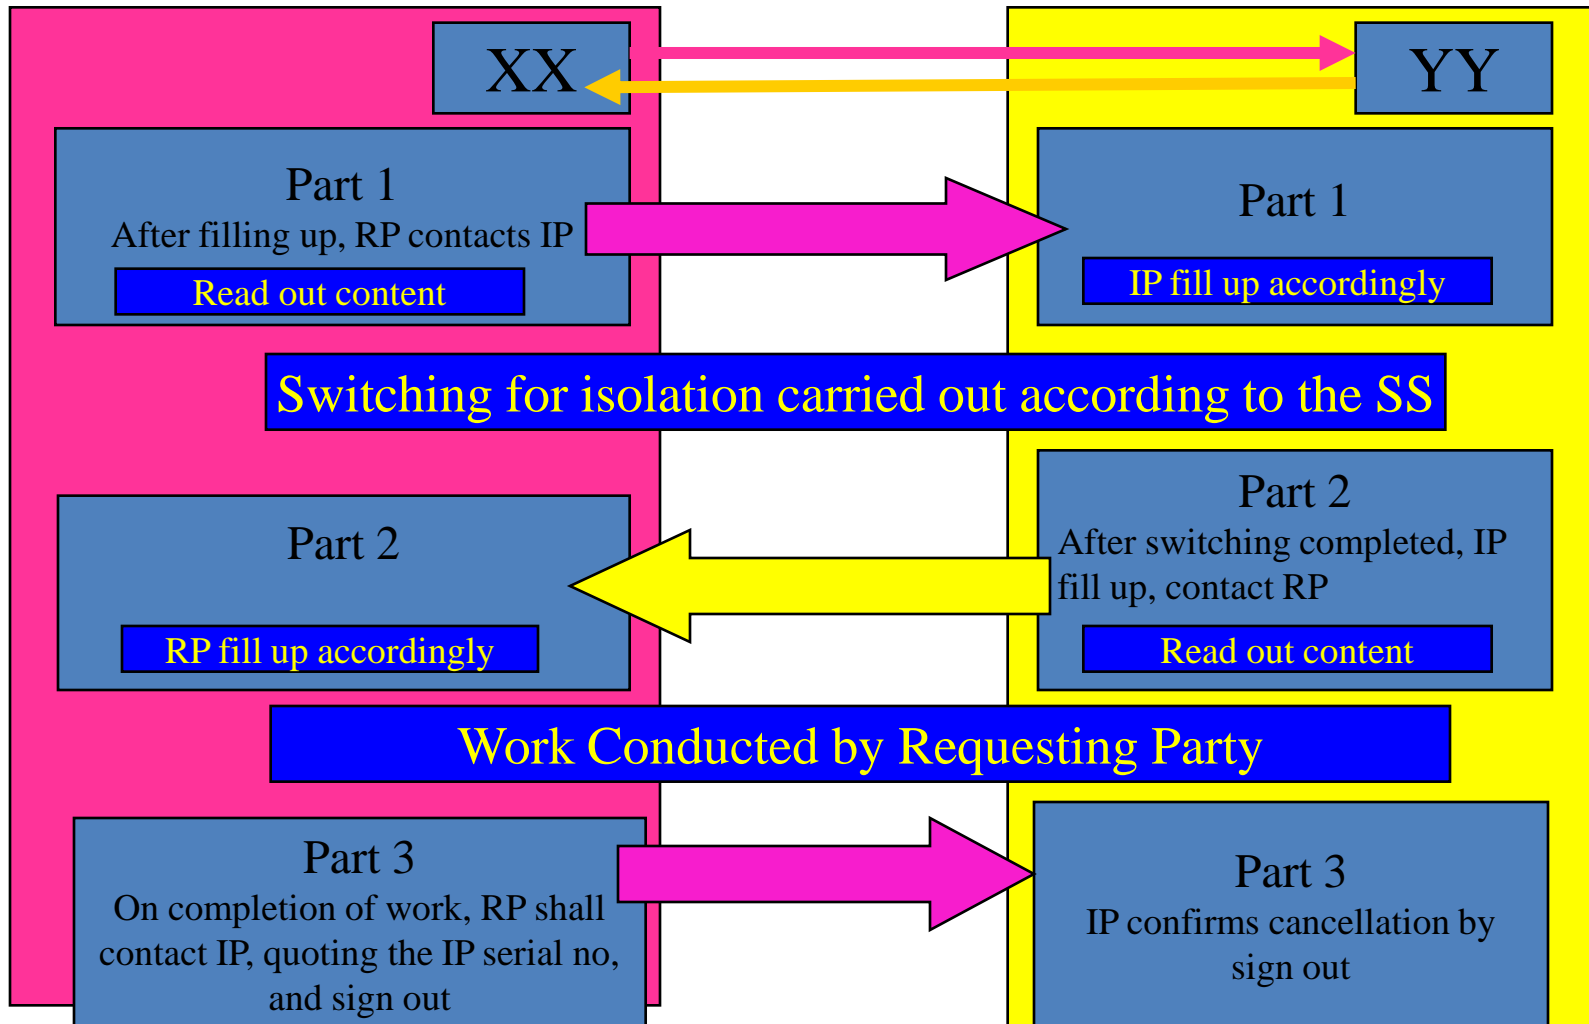 XX
YY
Part 1
After filling up, RP contacts IP
Read out content
Part 1
IP fill up accordingly
Switching for isolation carried out according to the SS
Part 2
RP fill up accordingly
Part 2
After switching completed, IP
fill up, contact RP
Read out content
Work Conducted by Requesting Party
Part 3
On completion of work, RP shall
contact IP, quoting the IP serial no,
and sign out
Part 3
IP confirms cancellation by
sign out